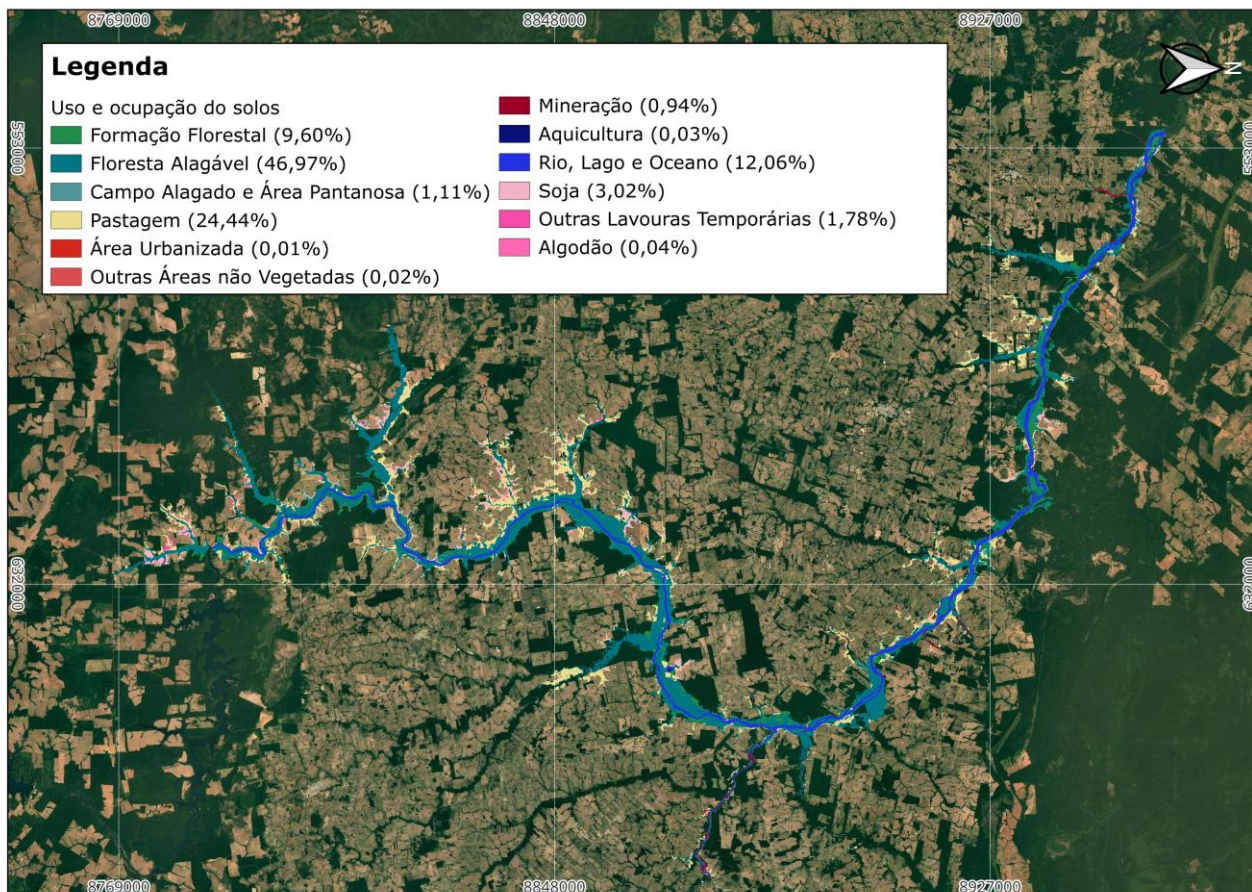 8769000 8848000 8927000
Legenda
Uso e ocupação do solos
Formação Florestal (9,60%)
Floresta Alagável (46,97%)
Campo Alagado e Área Pantanosa (1,11%)
Pastagem (24,44%)
Área Urbanizada (0,01%)
Outras Áreas não Vegetadas (0,02%)
Mineração (0,94%)
Aquicultura (0,03%)
Rio, Lago e Oceano (12,06%)
Soja (3,02%)
Outras Lavouras Temporárias (1,78%)
Algodão (0,04%)
N
553000
553000
632000
632000
8769000 8848000 8927000